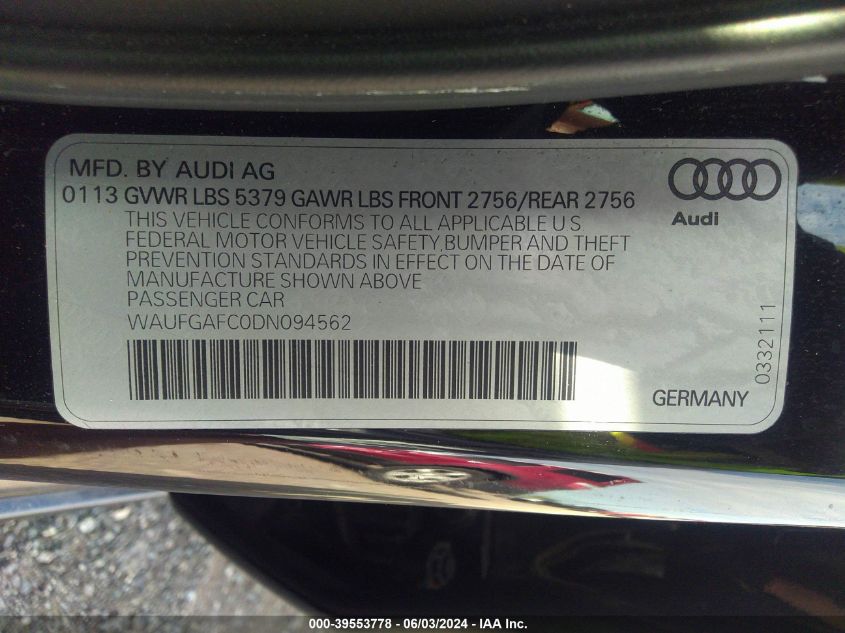 MFD. BY AUDI AG
0113 GVWR LBS 5379 GAWR LBS FRONT 2756/REAR 2756
THIS VEHICLE CONFORMS TO ALL APPLICABLE U S
FEDERAL MOTOR VEHICLE SAFETY,BUMPER AND THEFT
PREVENTION STANDARDS IN EFFECT ON THE DATE OF
MANUFACTURE SHOWN ABOVE
PASSENGER CAR
WAUFGAFC0DN094562
Audi
GERMANY
0332111
000-39553778 - 06/03/2024 - IAA Inc.